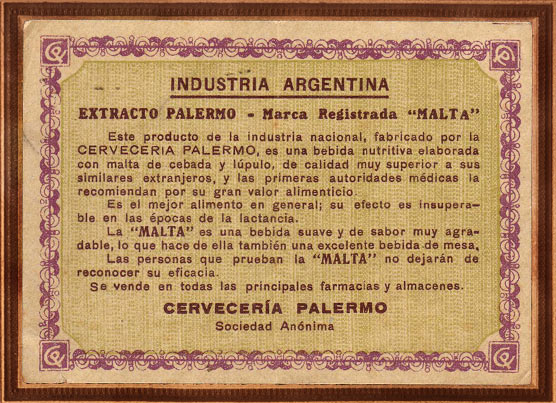 INDUSTRIA ARGENTINA
EXTRACTO PALERMO - Marca Registrada "MALTA"
Este producto de la industria nacional, fabricado por la
CERVECERIA PALERMO, es una bebida nutritiva elaborada
con malta de cebada y lúpulo, de calidad muy superior a sus
similares extranjeros, y las primeras autoridades médicas la
recomiendan por su gran valor alimenticio.
Es el mejor alimento en general; su efecto es insupera-
ble en las épocas de la lactancia.
La "MALTA" es una bebida suave y de sabor muy agra-
dable, lo que hace de ella también una excelente bebida de mesa.
Las personas que prueban la "MALTA" no dejarán de
reconocer su eficacia.
Se vende en todas las principales farmacias y almacenes.
CERVECERÍA PALERMO
Sociedad Anónima